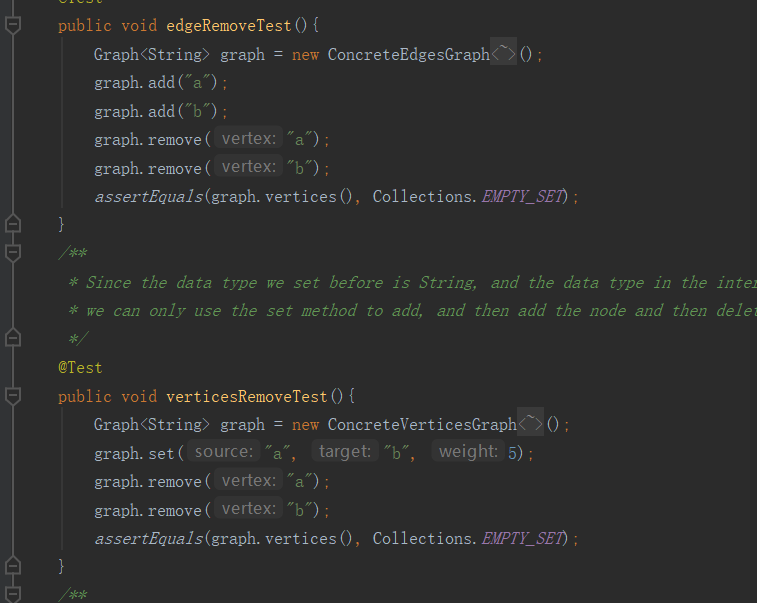 @Test
public void edgeRemoveTest(){
Graph<String> graph = new ConcreteEdgesGraph<~>();
graph.add("a");
graph.add("b");
graph.remove( vertex: "a");
graph.remove( vertex: "b");
assertEquals(graph.vertices(), Collections.EMPTY_SET);
}
/**
* Since the data type we set before is String, and the data type in the
* we can only use the set method to add, and then add the node and then
*/
@Test
public void verticesRemoveTest(){
Graph<String> graph = new ConcreteVerticesGraph<~>();
graph.set( source: "a", target: "b", weight: 5);
graph.remove( vertex: "a");
graph.remove( vertex: "b");
assertEquals(graph.vertices(), Collections.EMPTY_SET);
}
/**